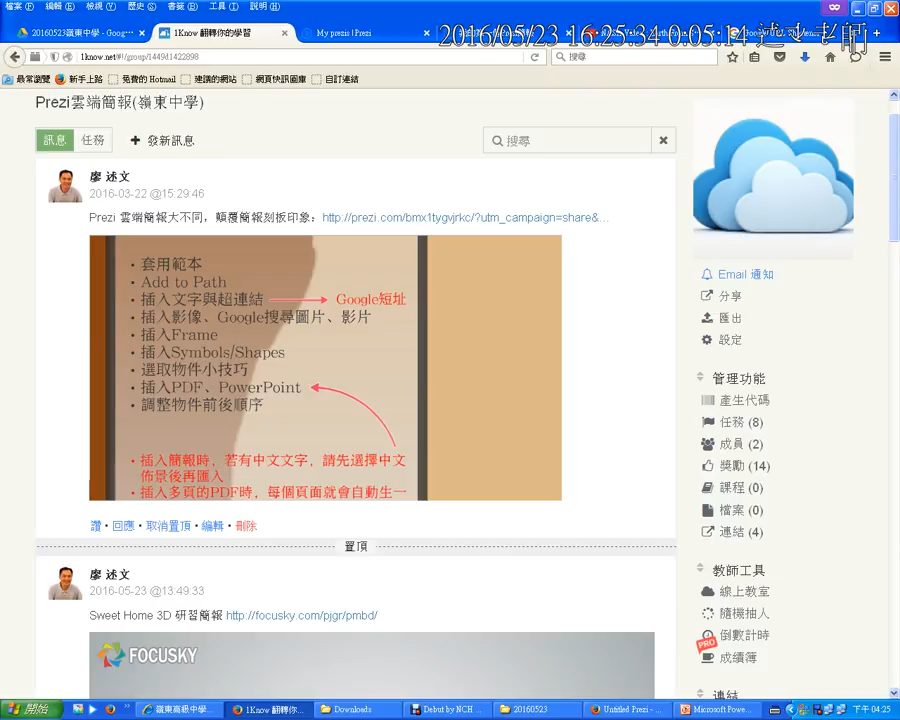 檔案(F) 編輯(E) 檢視(V) 歷史(S) 書籤(B) 工具(T) 說明(H)
20160523嶺東中學 - Goog…
1Know 翻轉你的學習
My prezis | Prezi
2016/05/23 16:25:34 0:05:14 述文老師
1know.net/#!/group/144981422898
搜尋
最常瀏覽 新手上路 免費的 Hotmail 建議的網站 網頁快訊圖庫 自訂連結
Prezi雲端簡報(嶺東中學)
訊息 任務 發新訊息
搜尋
廖 述文
2016-03-22 @15:29:46
Prezi 雲端簡報大不同，顛覆簡報刻板印象：http://prezi.com/bmx1tygvjrkc/?utm_campaign=share&...
• 套用範本
• Add to Path
• 插入文字與超連結
Google短址
• 插入影像、Google搜尋圖片、影片
• 插入Frame
• 插入Symbols/Shapes
• 選取物件小技巧
• 插入PDF、PowerPoint
• 調整物件前後順序
• 插入簡報時，若有中文文字，請先選擇中文
佈景後再匯入
• 插入多頁的PDF時，每個頁面就會自動生一
讚 • 回應 • 取消置頂 • 編輯 • 刪除
置頂
廖 述文
2016-05-23 @13:49:33
Sweet Home 3D 研習簡報 http://focusky.com/pjgr/pmbd/
FOCUSKY
Email 通知
分享
匯出
設定
管理功能
產生代碼
任務 (8)
成員 (2)
獎勵 (14)
課程 (0)
檔案 (0)
連結 (4)
教師工具
線上教室
隨機抽人
倒數計時
PRO
成績簿
連結
開始
嶺東高級中學...
1Know 翻轉你...
Downloads
Debut by NCH ...
20160523
Untitled Prezi - ...
Microsoft Powe...
下午 04:25